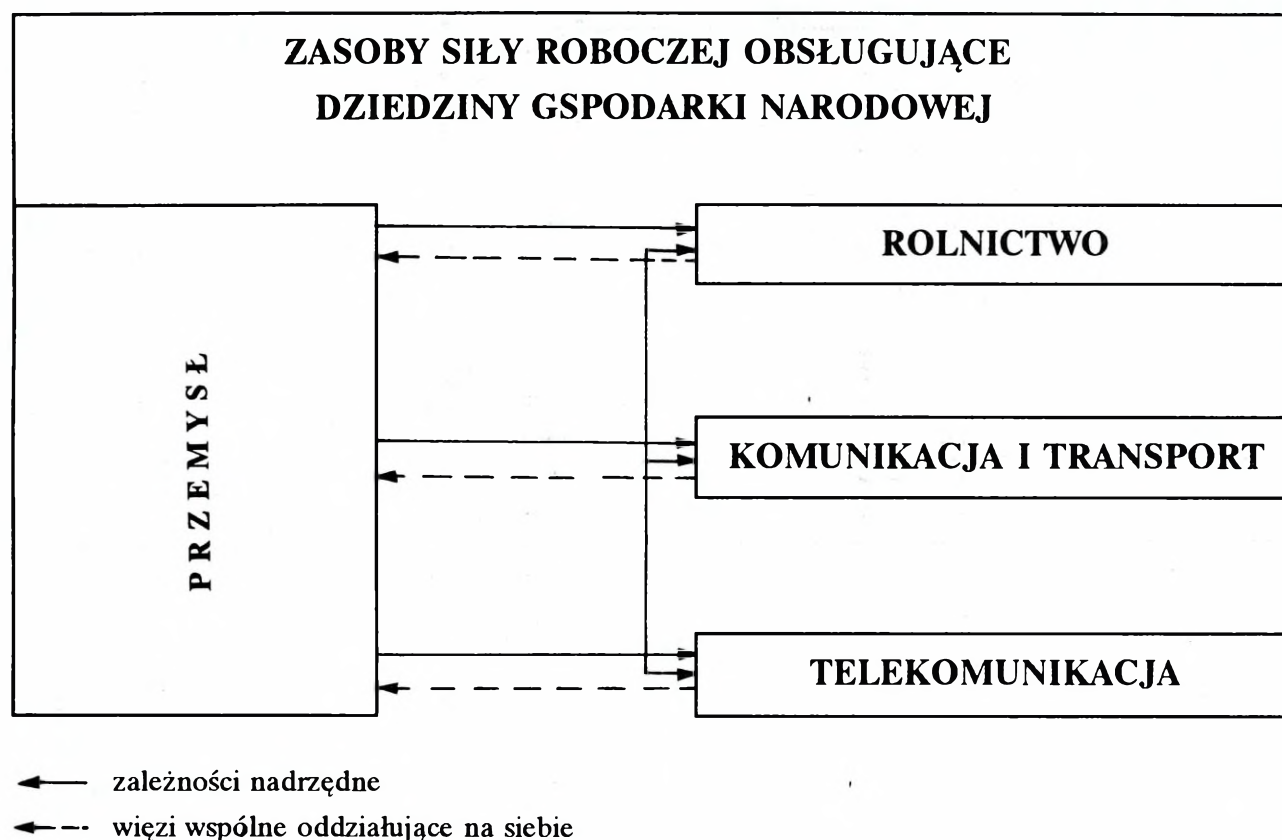 ZASOBY SIŁY ROBOCZEJ OBSŁUGUJĄCE
DZIEDZINY GSPODARKI NARODOWEJ
ROLNICTWO
PRZEMYSŁ
KOMUNIKACJA I TRANSPORT
TELEKOMUNIKACJA
zależności nadrzędne
więzi wspólne oddziałujące na siebie